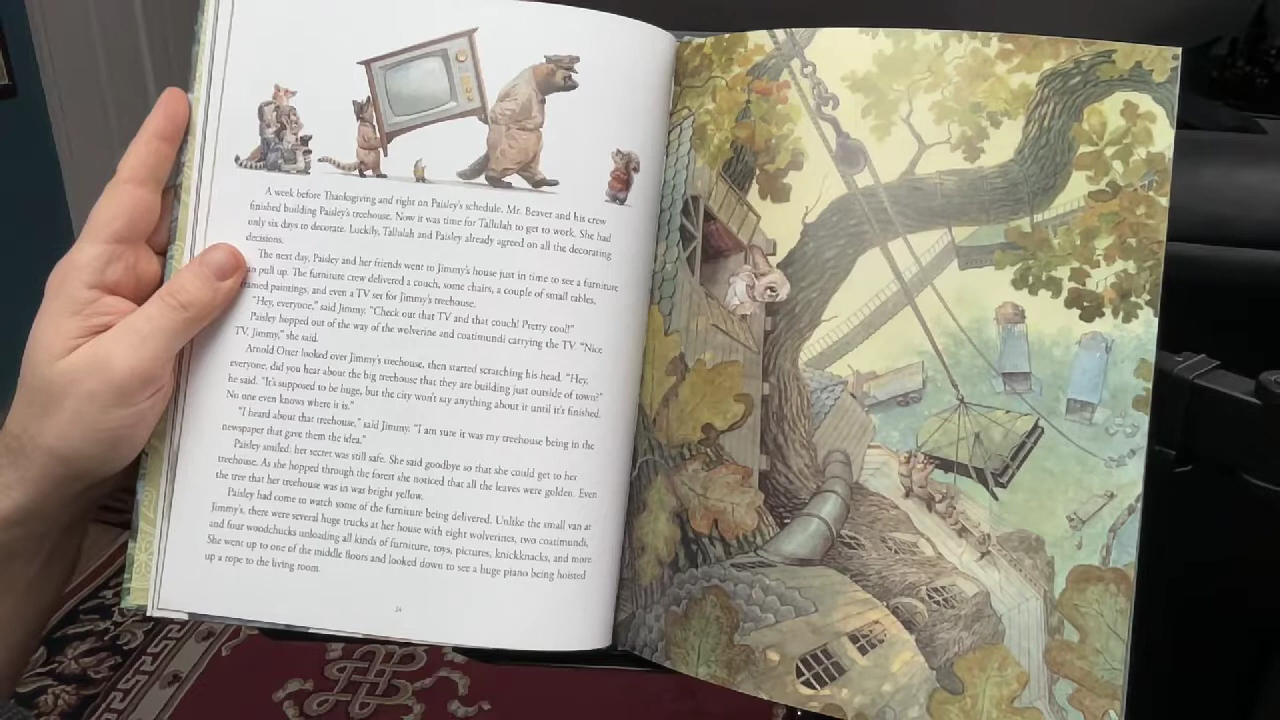 A week before Thanksgiving and right on Paisley's schedule, Mr. Beaver and his crew
finished building Paisley's treehouse. Now it was time for Tallulah to get to work. She had
only six days to decorate. Luckily, Tallulah and Paisley already agreed on all the decorating
decisions.
The next day, Paisley and her friends went to Jimmy's house just in time to see a furniture
pull up. The furniture crew delivered a couch, some chairs, a couple of small tables,
paintings, and even a TV set for Jimmy's treehouse.
"Hey, everyone," said Jimmy. "Check out that TV and that couch! Pretty cool!"
Paisley hopped out of the way of the wolverine and coatimundi carrying the TV. "Nice
TV, Jimmy," she said.
Arnold Otter looked over Jimmy's treehouse, then started scratching his head. "Hey,
everyone, did you hear about the big treehouse that they are building just outside of town?"
he said. "It's supposed to be huge, but the city won't say anything about it until it's finished.
No one even knows where it is."
"I heard about that treehouse," said Jimmy. "I am sure it was my treehouse being in the
newspaper that gave them the idea."
Paisley smiled: her secret was still safe. She said goodbye so that she could get to her
treehouse. As she hopped through the forest she noticed that all the leaves were golden. Even
the tree that her treehouse was in was bright yellow.
Paisley had come to watch some of the furniture being delivered. Unlike the small van at
Jimmy's, there were several huge trucks at her house with eight wolverines, two coatimundi,
and four woodchucks unloading all kinds of furniture, toys, pictures, knickknacks, and more
She went up to one of the middle floors and looked down to see a huge piano being hoisted
up a rope to the living room.
24